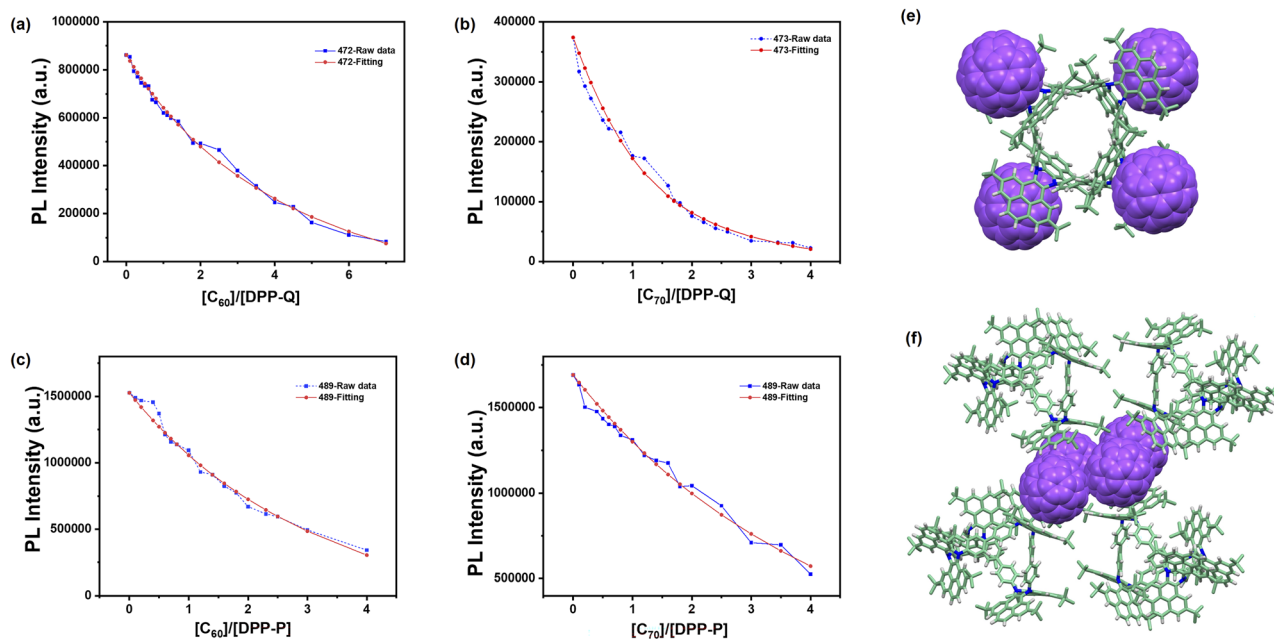 (a)
1000000
800000
600000
400000
200000
0
PL Intensity (a.u.)
472-Raw data
472-Fitting
0 2 4 6
[C60]/[DPP-Q]
(b)
400000
300000
200000
100000
0
PL Intensity (a.u.)
473-Raw data
473-Fitting
0 1 2 3 4
[C70]/[DPP-Q]
(e)
(c)
1500000
1000000
500000
0
PL Intensity (a.u.)
489-Raw data
489-Fitting
0 1 2 3 4
[C60]/[DPP-P]
(d)
1500000
1000000
500000
PL Intensity (a.u.)
489-Raw data
489-Fitting
0 1 2 3 4
[C70]/[DPP-P]
(f)